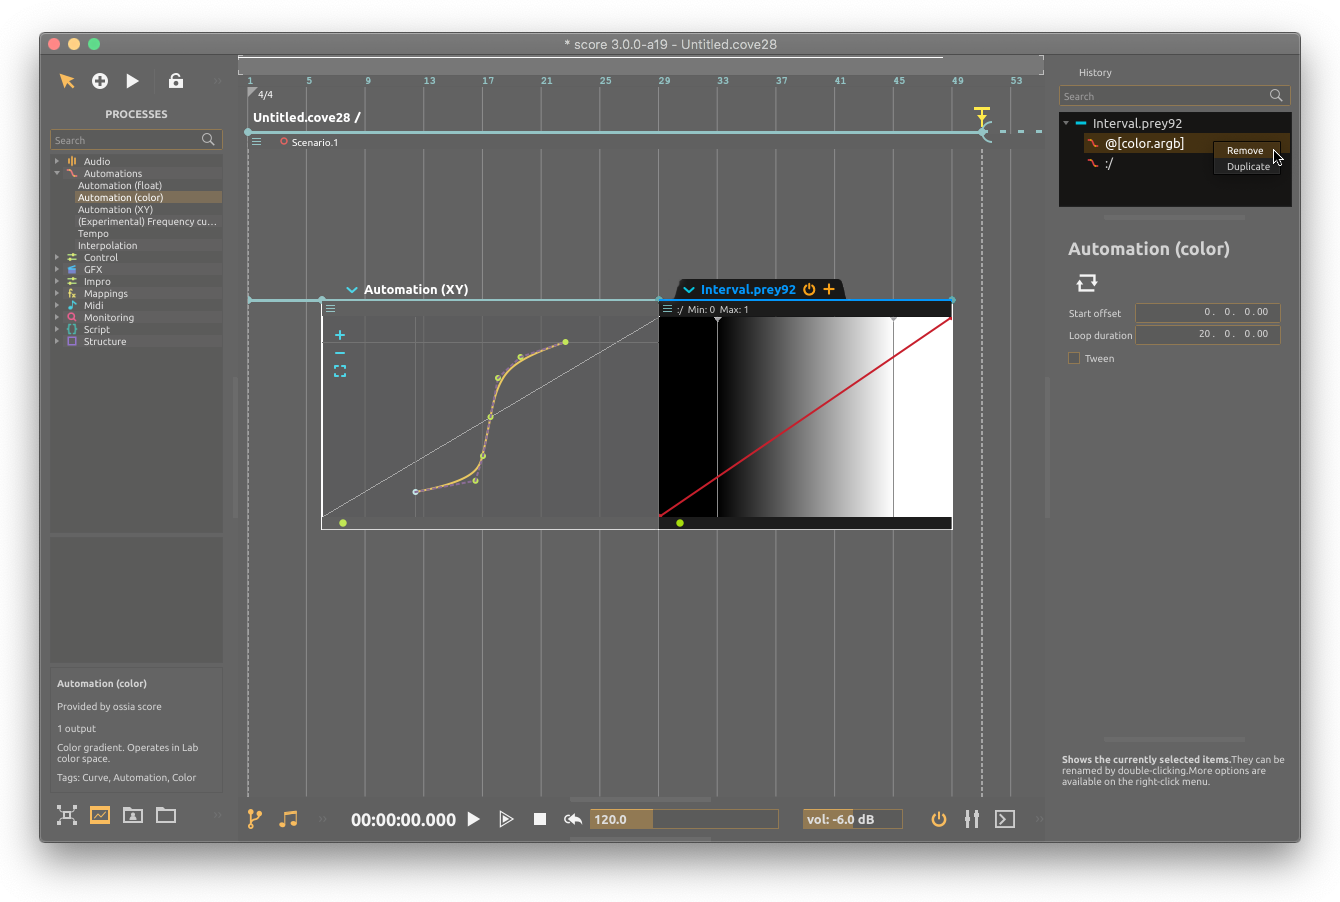 * score 3.0.0-a19 - Untitled.cove28
PROCESSES
Search
Audio
Automations
Automation (float)
Automation (color)
Automation (XY)
(Experimental) Frequency cu...
Tempo
Interpolation
Control
GFX
Impro
Mappings
Midi
Monitoring
Script
Structure
Automation (color)
Provided by ossia score
1 output
Color gradient. Operates in Lab
color space.
Tags: Curve, Automation, Color
1 5 9 13 17 21 25 29 33 37 41 45 49 53
4/4
Untitled.cove28 /
Scenario.1
Automation (XY)
Interval.prey92
:/ Min: 0 Max: 1
00:00:00.000
120.0
vol: -6.0 dB
History
Search
Interval.prey92
@[color.argb]
:/
Remove
Duplicate
Automation (color)
Start offset 0. 0. 0.00
Loop duration 20. 0. 0.00
Tween
Shows the currently selected items.They can be
renamed by double-clicking.More options are
available on the right-click menu.